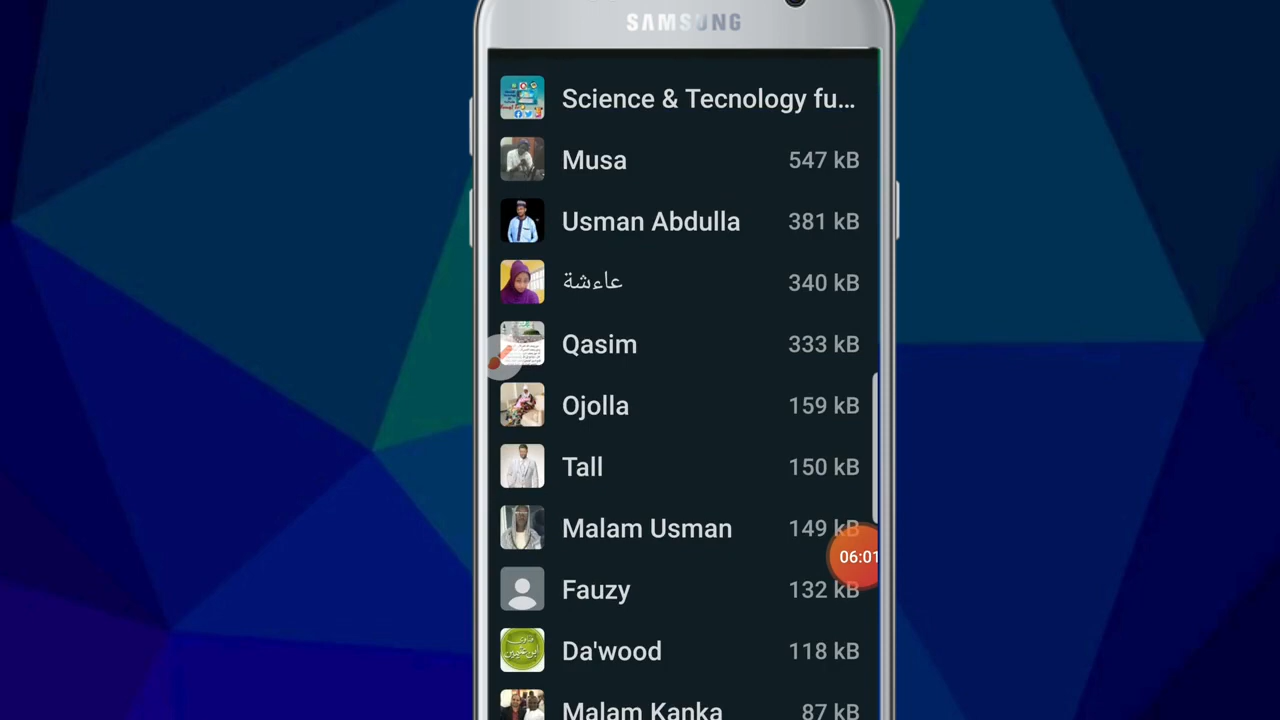 SAMSUNG
Science & Tecnology fu...
Musa 547 kB
Usman Abdulla 381 kB
عاءشة 340 kB
Qasim 333 kB
Ojolla 159 kB
Tall 150 kB
Malam Usman 149 kB
06:01
Fauzy 132 kB
Da'wood 118 kB
Malam Kanka 87 kB